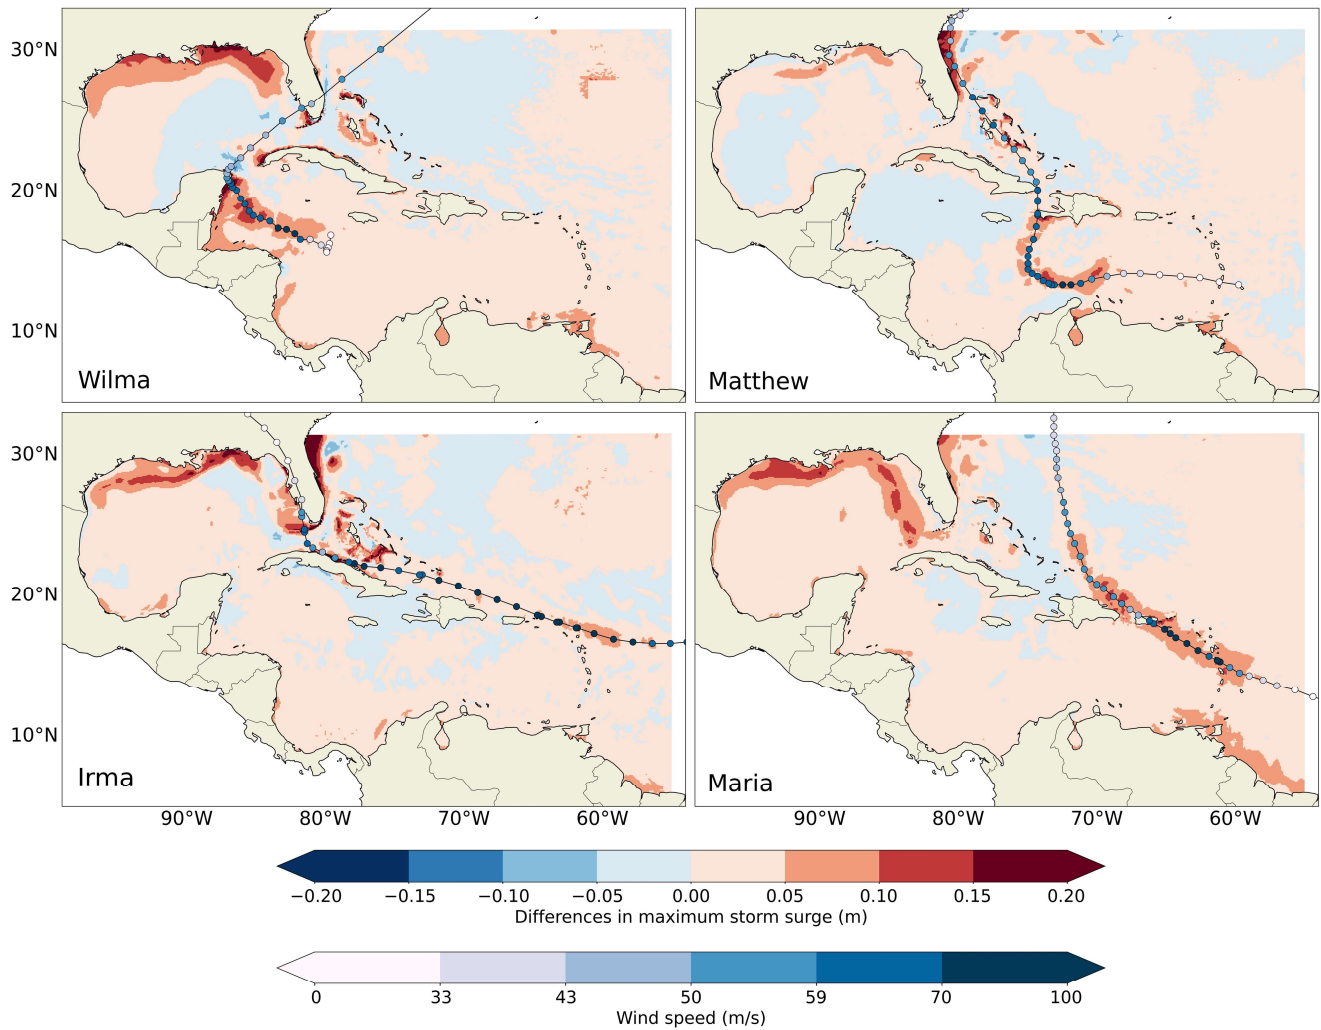 30°N
20°N
10°N
Wilma
Matthew
30°N
20°N
10°N
Irma
Maria
90°W 80°W 70°W 60°W 90°W 80°W 70°W 60°W
−0.20 −0.15 −0.10 −0.05 0.00 0.05 0.10 0.15 0.20
Differences in maximum storm surge (m)
0 33 43 50 59 70 100
Wind speed (m/s)